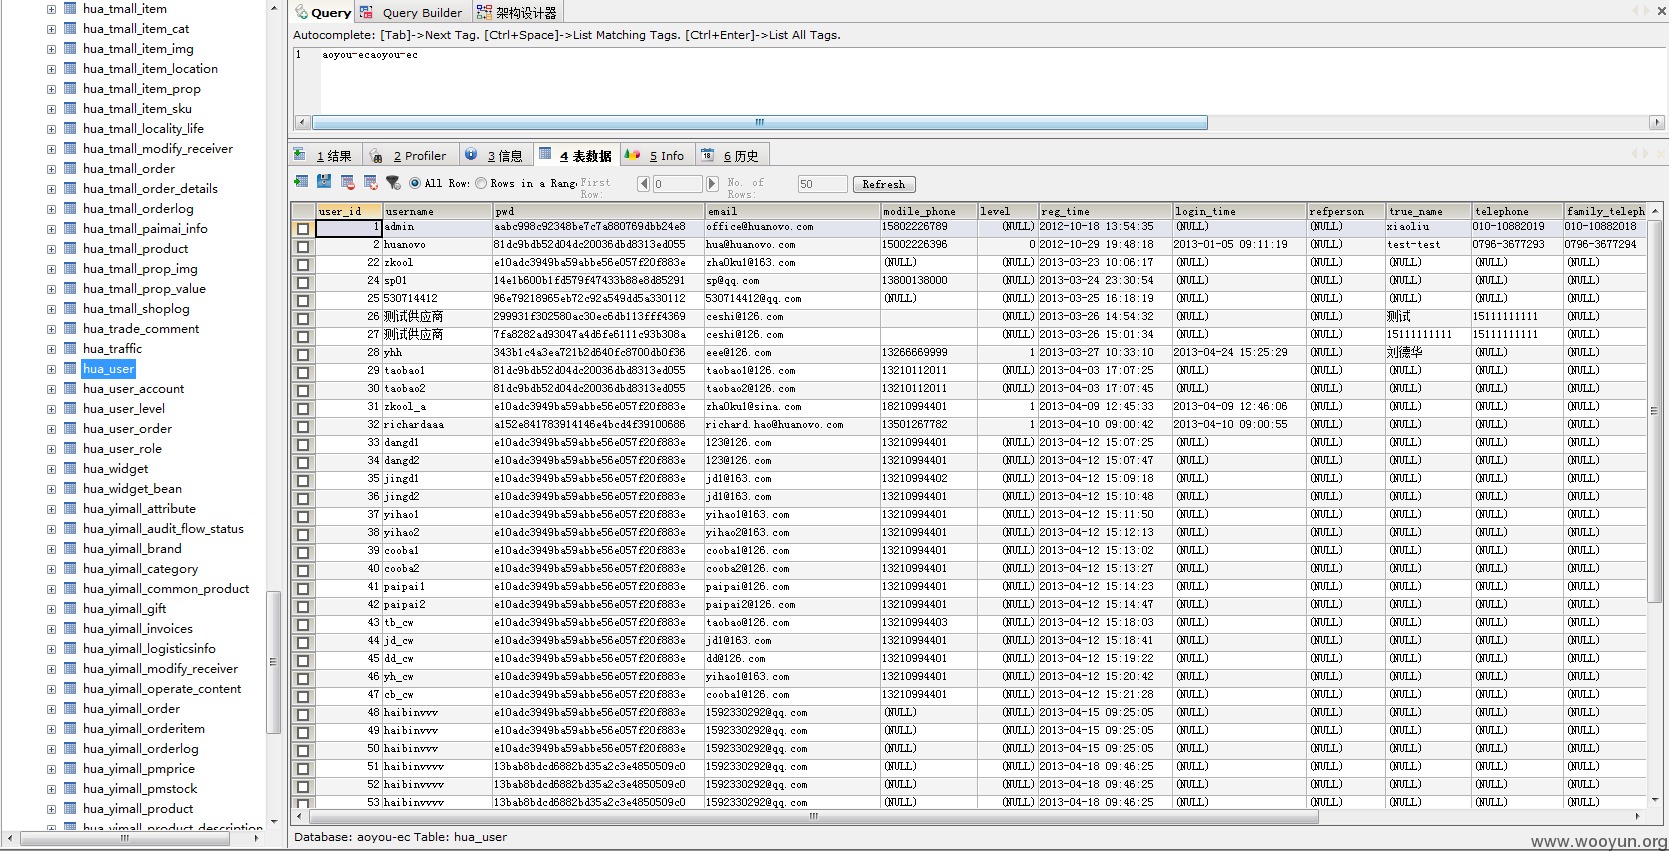 hua_tmall_item
hua_tmall_item_cat
hua_tmall_item_img
hua_tmall_item_location
hua_tmall_item_prop
hua_tmall_item_sku
hua_tmall_locality_life
hua_tmall_modify_receiver
hua_tmall_order
hua_tmall_order_details
hua_tmall_orderlog
hua_tmall_paimai_info
hua_tmall_product
hua_tmall_prop_img
hua_tmall_prop_value
hua_tmall_shoplog
hua_trade_comment
hua_traffic
hua_user
hua_user_account
hua_user_level
hua_user_order
hua_user_role
hua_widget
hua_widget_bean
hua_yimall_attribute
hua_yimall_audit_flow_status
hua_yimall_brand
hua_yimall_category
hua_yimall_common_product
hua_yimall_gift
hua_yimall_invoices
hua_yimall_logisticsinfo
hua_yimall_modify_receiver
hua_yimall_operate_content
hua_yimall_order
hua_yimall_orderitem
hua_yimall_orderlog
hua_yimall_pmprice
hua_yimall_pmstock
hua_yimall_product
hua_yimall_product_description
Query Query Builder 架构设计器
Autocomplete: [Tab]->Next Tag. [Ctrl+Space]->List Matching Tags. [Ctrl+Enter]->List All Tags.
1 aoyou-ecaoyou-ec
1 结果 2 Profiler 3 信息 4 表数据 5 Info 6 历史
All Row: Rows in a Rang First Row: 0 No. of Rows: 50 Refresh
user_id username pwd email modile_phone level reg_time login_time refperson true_name telephone family_teleph
1 admin aabc998c92348be7c7a880769dbb24e8 office@huanovo.com 15802226789 (NULL) 2012-10-18 13:54:35 (NULL) (NULL) xiaoliu 010-10882019 010-10882018
2 huanovo 81dc9bdb52d04dc20036dbd8313ed055 hua@huanovo.com 15002226396 0 2012-10-29 19:48:18 2013-01-05 09:11:19 (NULL) test-test 0796-3677293 0796-3677294
22 zkool e10adc3949ba59abbe56e057f20f883e zha0ku1@163.com (NULL) (NULL) 2013-03-23 10:06:17 (NULL) (NULL) (NULL) (NULL) (NULL)
24 sp01 14e1b600b1fd579f47433b88e8d85291 sp@qq.com 13800138000 (NULL) 2013-03-24 23:30:54 (NULL) (NULL) (NULL) (NULL) (NULL)
25 530714412 96e79218965eb72c92a549dd5a330112 530714412@qq.com (NULL) (NULL) 2013-03-25 16:18:19 (NULL) (NULL) (NULL) (NULL) (NULL)
26 测试供应商 299931f302580ac30ec6db113fff4369 ceshi@126.com (NULL) 2013-03-26 14:54:32 (NULL) (NULL) 测试 15111111111 (NULL)
27 测试供应商 7fa8282ad93047a4d6fe6111c93b308a ceshi@126.com (NULL) 2013-03-26 15:01:34 (NULL) (NULL) 15111111111 15111111111 (NULL)
28 yhh 343b1c4a3ea721b2d640fc8700db0f36 eee@126.com 13266669999 1 2013-03-27 10:33:10 2013-04-24 15:25:29 (NULL) 刘德华 (NULL) (NULL)
29 taobao1 81dc9bdb52d04dc20036dbd8313ed055 taobao1@126.com 13210112011 (NULL) 2013-04-03 17:07:25 (NULL) (NULL) (NULL) (NULL) (NULL)
30 taobao2 81dc9bdb52d04dc20036dbd8313ed055 taobao2@126.com 13210112011 (NULL) 2013-04-03 17:07:45 (NULL) (NULL) (NULL) (NULL) (NULL)
31 zkool_a e10adc3949ba59abbe56e057f20f883e zha0ku1@sina.com 18210994401 1 2013-04-09 12:45:33 2013-04-09 12:46:06 (NULL) (NULL) (NULL) (NULL)
32 richardaaa a152e841783914146e4bcd4f39100686 richard.hao@huanovo.com 13501267782 1 2013-04-10 09:00:42 2013-04-10 09:00:55 (NULL) (NULL) (NULL) (NULL)
33 dangd1 e10adc3949ba59abbe56e057f20f883e 123@126.com 13210994401 (NULL) 2013-04-12 15:07:25 (NULL) (NULL) (NULL) (NULL) (NULL)
34 dangd2 e10adc3949ba59abbe56e057f20f883e 123@126.com 13210994401 (NULL) 2013-04-12 15:07:47 (NULL) (NULL) (NULL) (NULL) (NULL)
35 jingd1 e10adc3949ba59abbe56e057f20f883e jd1@163.com 13210994402 (NULL) 2013-04-12 15:09:18 (NULL) (NULL) (NULL) (NULL) (NULL)
36 jingd2 e10adc3949ba59abbe56e057f20f883e jd1@163.com 13210994401 (NULL) 2013-04-12 15:10:48 (NULL) (NULL) (NULL) (NULL) (NULL)
37 yihao1 e10adc3949ba59abbe56e057f20f883e yihao1@163.com 13210994401 (NULL) 2013-04-12 15:11:50 (NULL) (NULL) (NULL) (NULL) (NULL)
38 yihao2 e10adc3949ba59abbe56e057f20f883e yihao2@163.com 13210994401 (NULL) 2013-04-12 15:12:13 (NULL) (NULL) (NULL) (NULL) (NULL)
39 cooba1 e10adc3949ba59abbe56e057f20f883e cooba1@126.com 13210994401 (NULL) 2013-04-12 15:13:02 (NULL) (NULL) (NULL) (NULL) (NULL)
40 cooba2 e10adc3949ba59abbe56e057f20f883e cooba2@126.com 13210994401 (NULL) 2013-04-12 15:13:27 (NULL) (NULL) (NULL) (NULL) (NULL)
41 paipai1 e10adc3949ba59abbe56e057f20f883e paipai@126.com 13210994401 (NULL) 2013-04-12 15:14:23 (NULL) (NULL) (NULL) (NULL) (NULL)
42 paipai2 e10adc3949ba59abbe56e057f20f883e paipai2@126.com 13210994401 (NULL) 2013-04-12 15:14:47 (NULL) (NULL) (NULL) (NULL) (NULL)
43 tb_cw e10adc3949ba59abbe56e057f20f883e taobao@126.com 13210994403 (NULL) 2013-04-12 15:18:03 (NULL) (NULL) (NULL) (NULL) (NULL)
44 jd_cw e10adc3949ba59abbe56e057f20f883e jd1@163.com 13210994401 (NULL) 2013-04-12 15:18:41 (NULL) (NULL) (NULL) (NULL) (NULL)
45 dd_cw e10adc3949ba59abbe56e057f20f883e dd@126.com 13210994401 (NULL) 2013-04-12 15:19:22 (NULL) (NULL) (NULL) (NULL) (NULL)
46 yh_cw e10adc3949ba59abbe56e057f20f883e yihao1@163.com 13210994401 (NULL) 2013-04-12 15:20:42 (NULL) (NULL) (NULL) (NULL) (NULL)
47 cb_cw e10adc3949ba59abbe56e057f20f883e cooba1@126.com 13210994401 (NULL) 2013-04-12 15:21:28 (NULL) (NULL) (NULL) (NULL) (NULL)
48 haibinvvv e10adc3949ba59abbe56e057f20f883e 1592330292@qq.com (NULL) (NULL) 2013-04-15 09:25:05 (NULL) (NULL) (NULL) (NULL) (NULL)
49 haibinvvv e10adc3949ba59abbe56e057f20f883e 1592330292@qq.com (NULL) (NULL) 2013-04-15 09:25:05 (NULL) (NULL) (NULL) (NULL) (NULL)
50 haibinvvv e10adc3949ba59abbe56e057f20f883e 1592330292@qq.com (NULL) (NULL) 2013-04-15 09:25:05 (NULL) (NULL) (NULL) (NULL) (NULL)
51 haibinvvvv 13bab8bdcd6882bd35a2c3e4850509c0 1592330292@qq.com (NULL) (NULL) 2013-04-18 09:46:25 (NULL) (NULL) (NULL) (NULL) (NULL)
52 haibinvvvv 13bab8bdcd6882bd35a2c3e4850509c0 1592330292@qq.com (NULL) (NULL) 2013-04-18 09:46:25 (NULL) (NULL) (NULL) (NULL) (NULL)
53 haibinvvvv 13bab8bdcd6882bd35a2c3e4850509c0 1592330292@qq.com (NULL) (NULL) 2013-04-18 09:46:25 (NULL) (NULL) (NULL) (NULL) (NULL)
Database: aoyou-ec Table: hua_user
www.wooyun.org